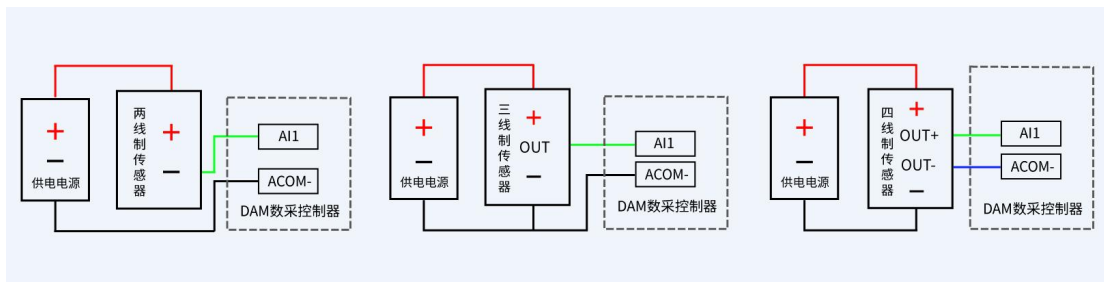 +
−
供电电源
两线制传感器
+
−
AI1
ACOM-
DAM数采控制器
+
−
供电电源
三线制传感器
+
OUT
−
AI1
ACOM-
DAM数采控制器
+
−
供电电源
四线制传感器
+
OUT+
OUT-
−
AI1
ACOM-
DAM数采控制器